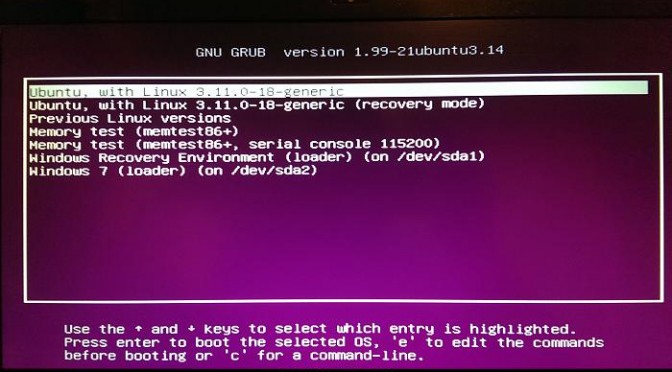 GNU GRUB version 1.99-21ubuntu3.14
Ubuntu, with Linux 3.11.0-18-generic
Ubuntu, with Linux 3.11.0-18-generic (recovery mode)
Previous Linux versions
Memory test (memtest86+)
Memory test (memtest86+, serial console 115200)
Windows Recovery Environment (loader) (on /dev/sda1)
Windows 7 (loader) (on /dev/sda2)
Use the ↑ and ↓ keys to select which entry is highlighted.
Press enter to boot the selected OS, 'e' to edit the commands
before booting or 'c' for a command-line.